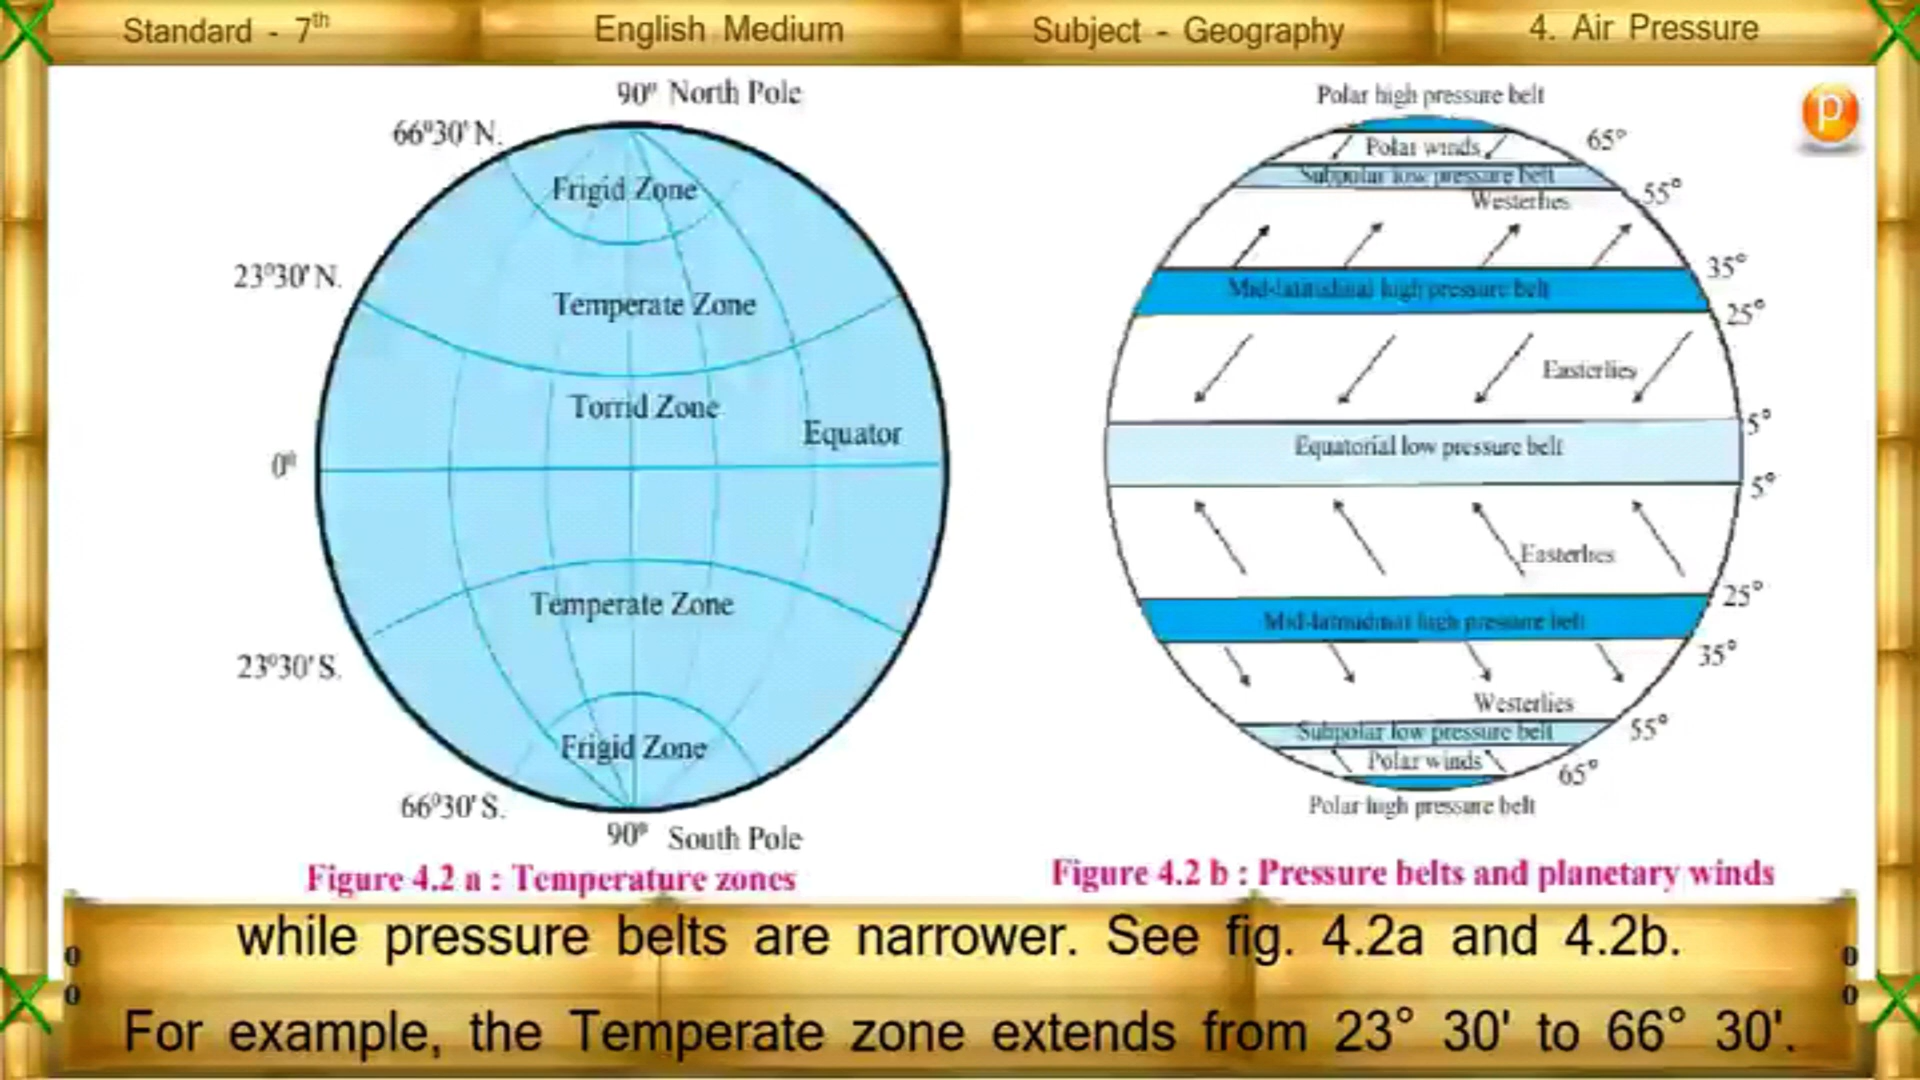 Standard - 7th
English Medium
Subject - Geography
4. Air Pressure
90° North Pole
66°30' N.
Frigid Zone
23°30' N.
Temperate Zone
Torrid Zone
Equator
0°
Temperate Zone
23°30' S.
Frigid Zone
66°30' S.
90° South Pole
Figure 4.2 a : Temperature zones
Polar high pressure belt
65°
Polar winds
Subpolar low pressure belt
55°
Westerlies
35°
Mid-latitudinal high pressure belt
25°
Easterlies
5°
Equatorial low pressure belt
5°
Easterlies
25°
Mid-latitudinal high pressure belt
35°
Westerlies
55°
Subpolar low pressure belt
Polar winds
65°
Polar high pressure belt
Figure 4.2 b : Pressure belts and planetary winds
p
while pressure belts are narrower. See fig. 4.2a and 4.2b.
For example, the Temperate zone extends from 23° 30' to 66° 30'.